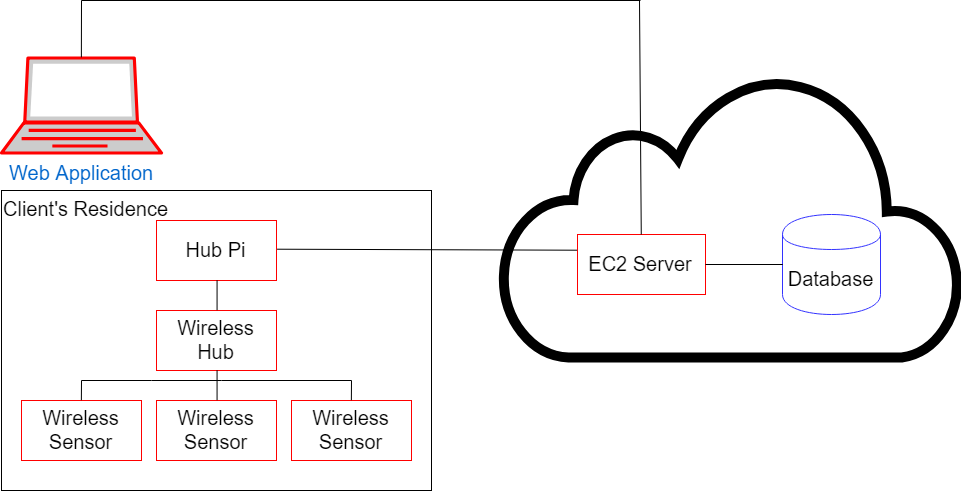 Web Application
Client's Residence
Hub Pi
EC2 Server
Database
Wireless
Hub
Wireless
Sensor
Wireless
Sensor
Wireless
Sensor